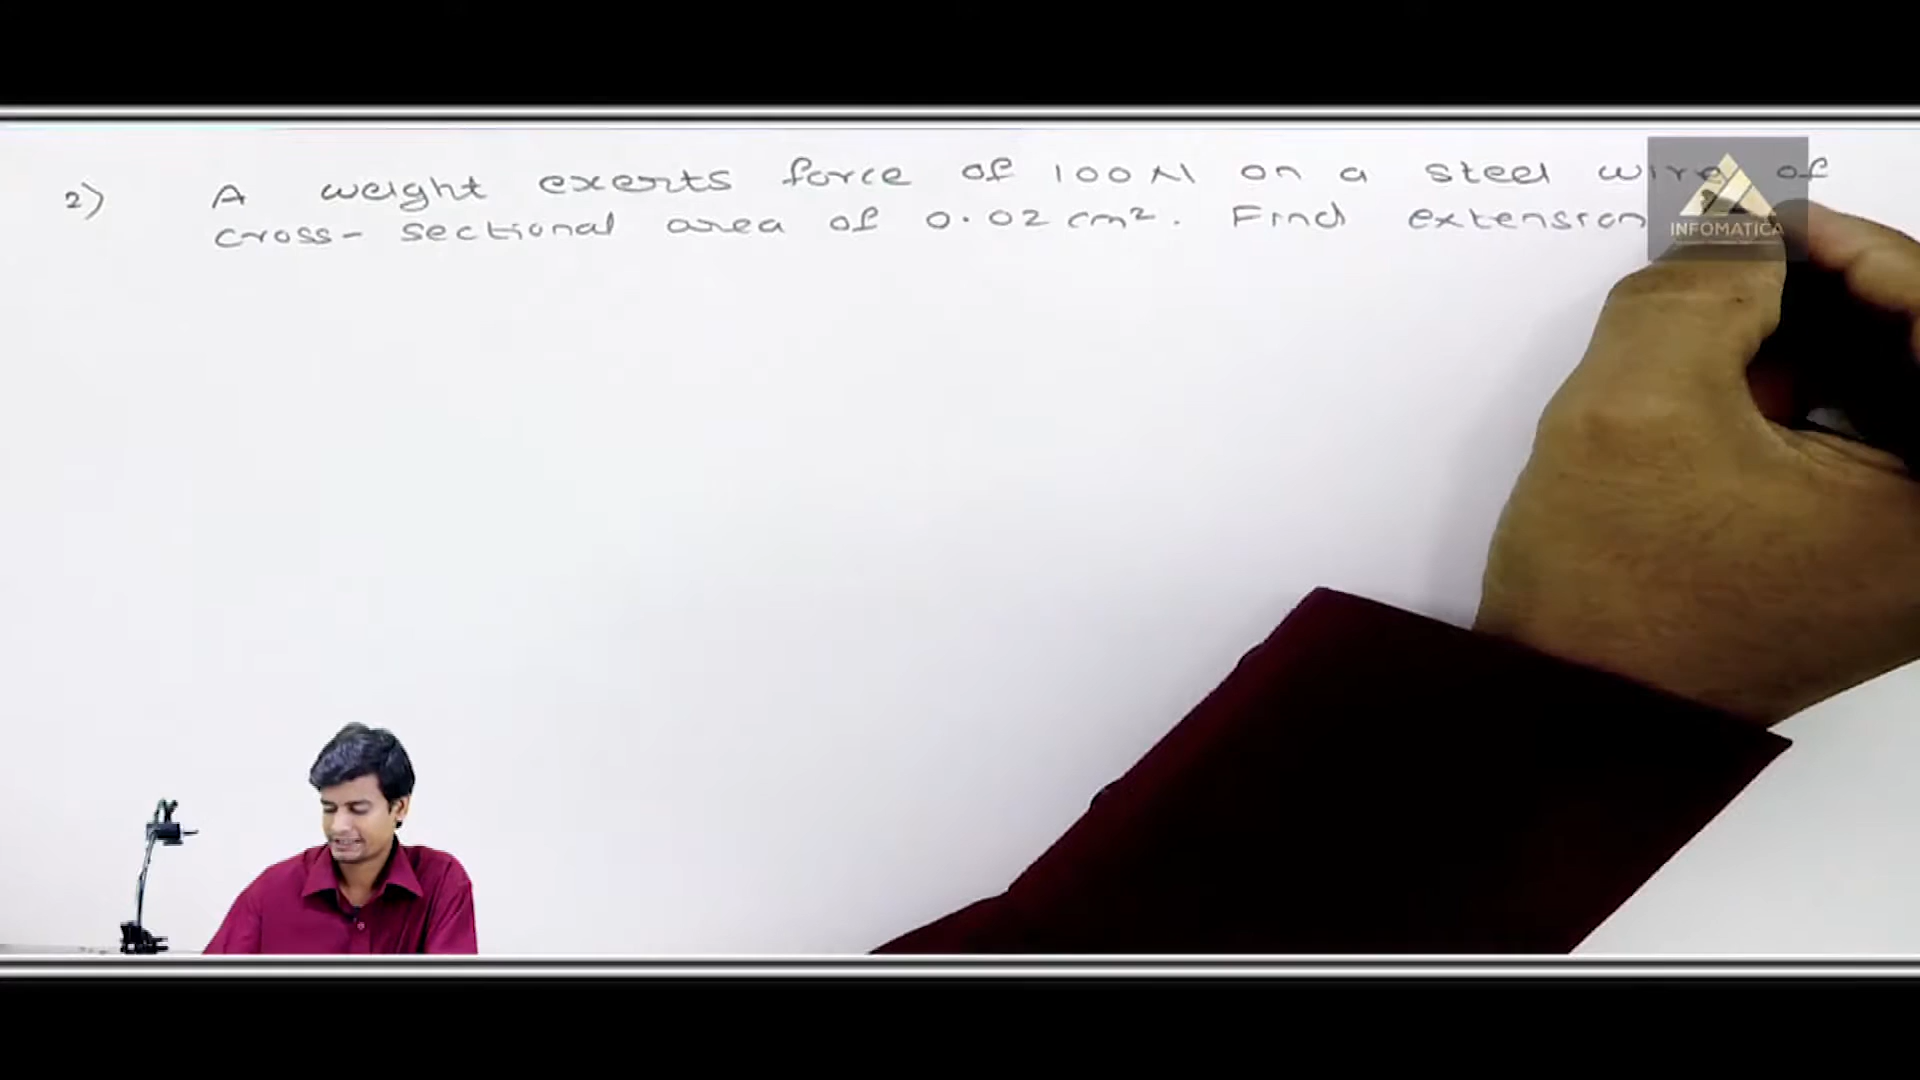 2) A weight exerts force of 100 N on a steel wire of
cross-sectional area of 0.02 cm². Find extension
INFOMATICA